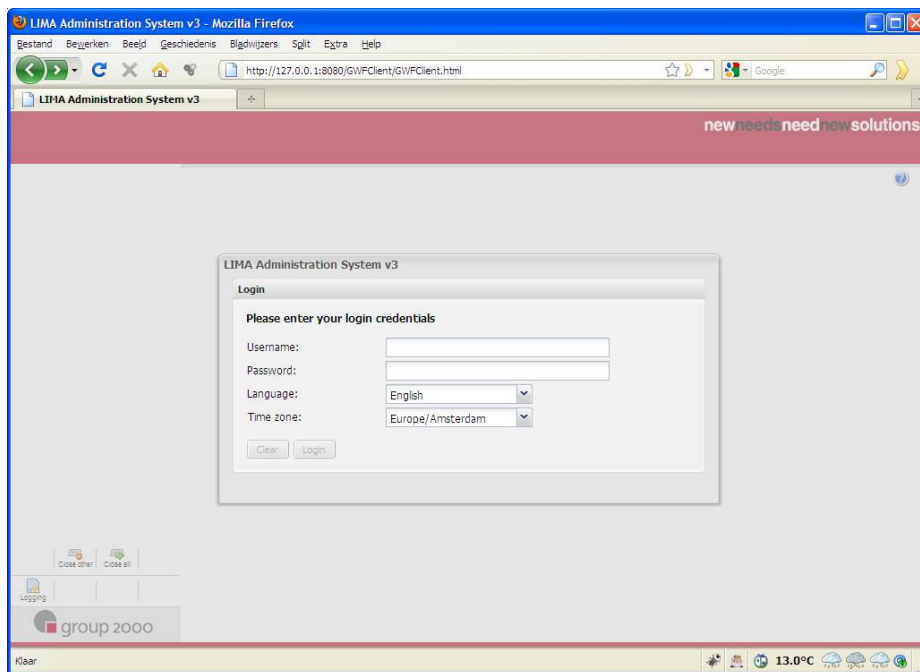 LIMA Administration System v3 - Mozilla Firefox
Bestand Bewerken Beeld Geschiedenis Bladwijzers Split Extra Help
http://127.0.0.1:8080/GWFClient/GWFClient.html
Google
LIMA Administration System v3
newneedsneednewsolutions
LIMA Administration System v3
Login
Please enter your login credentials
Username:
Password:
Language: English
Time zone: Europe/Amsterdam
Clear Login
Close other Close all
Logging
group 2000
Klaar 13.0°C